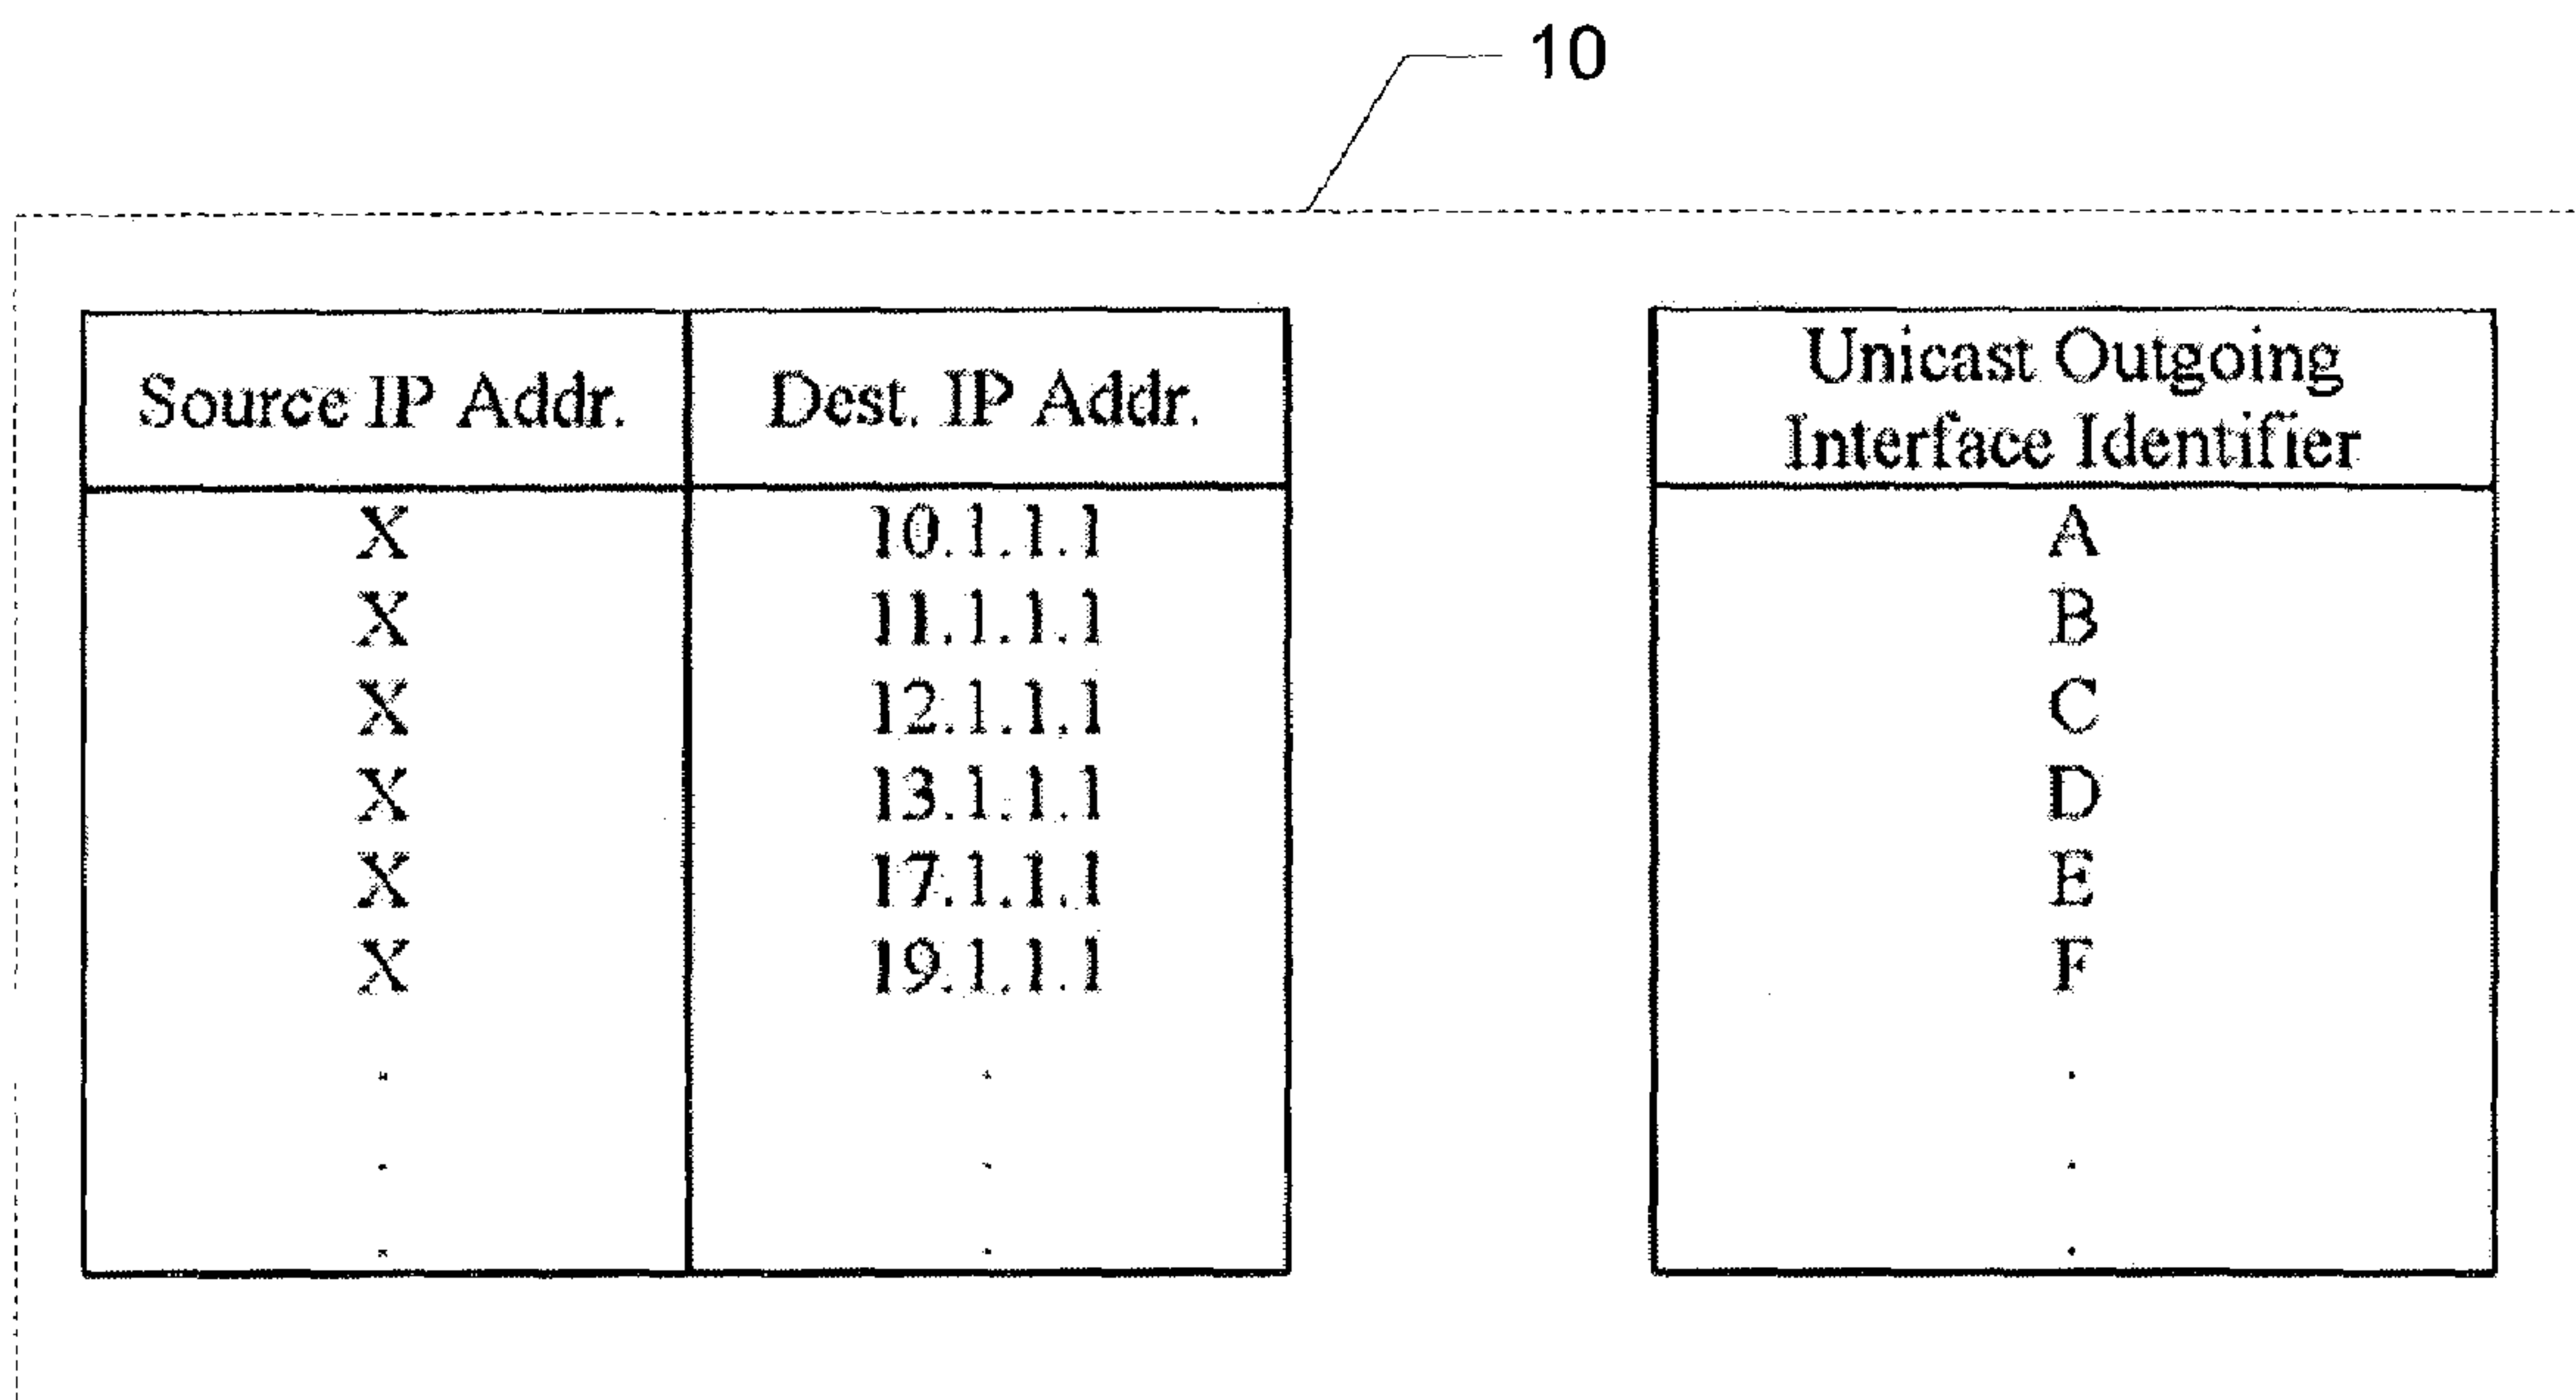 10
Source IP Addr. Dest. IP Addr. Unicast Outgoing
Interface Identifier
X 10.1.1.1 A
X 11.1.1.1 B
X 12.1.1.1 C
X 13.1.1.1 D
X 17.1.1.1 E
X 19.1.1.1 F
. . .
. . .
. . .